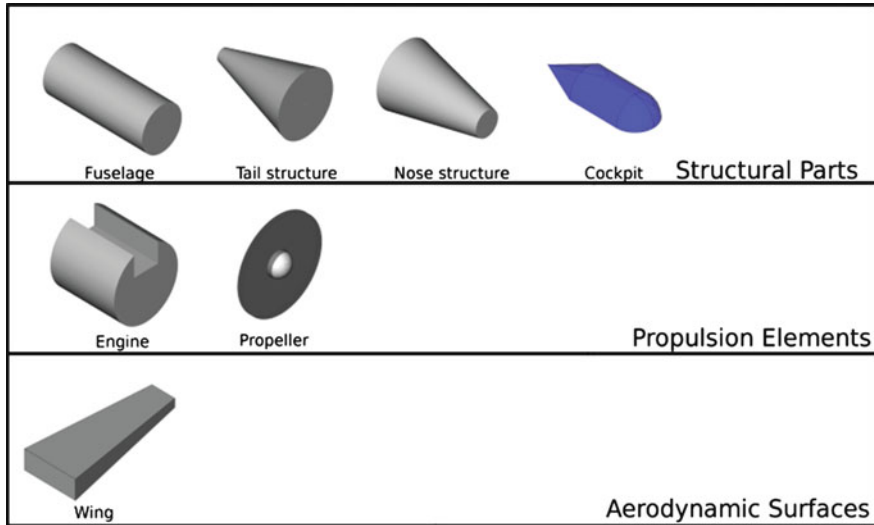 Fuselage Tail structure Nose structure Cockpit Structural Parts
Engine Propeller Propulsion Elements
Wing Aerodynamic Surfaces